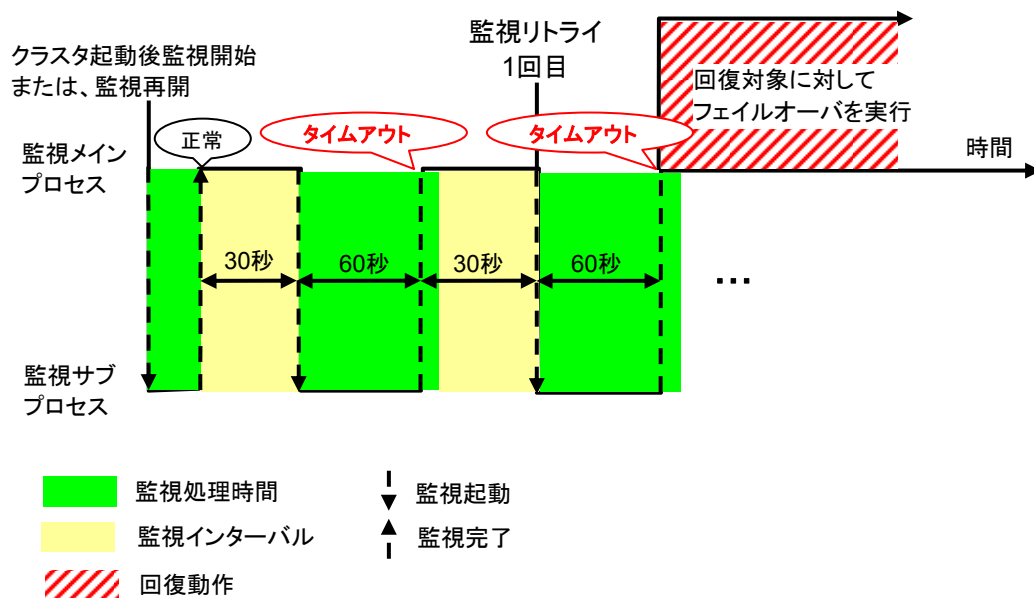 クラスタ起動後監視開始
または、監視再開
監視リトライ
1回目
回復対象に対して
フェイルオーバを実行
正常
タイムアウト
タイムアウト
時間
監視メイン
プロセス
30秒
60秒
30秒
60秒
…
監視サブ
プロセス
監視処理時間
監視起動
監視インターバル
監視完了
回復動作